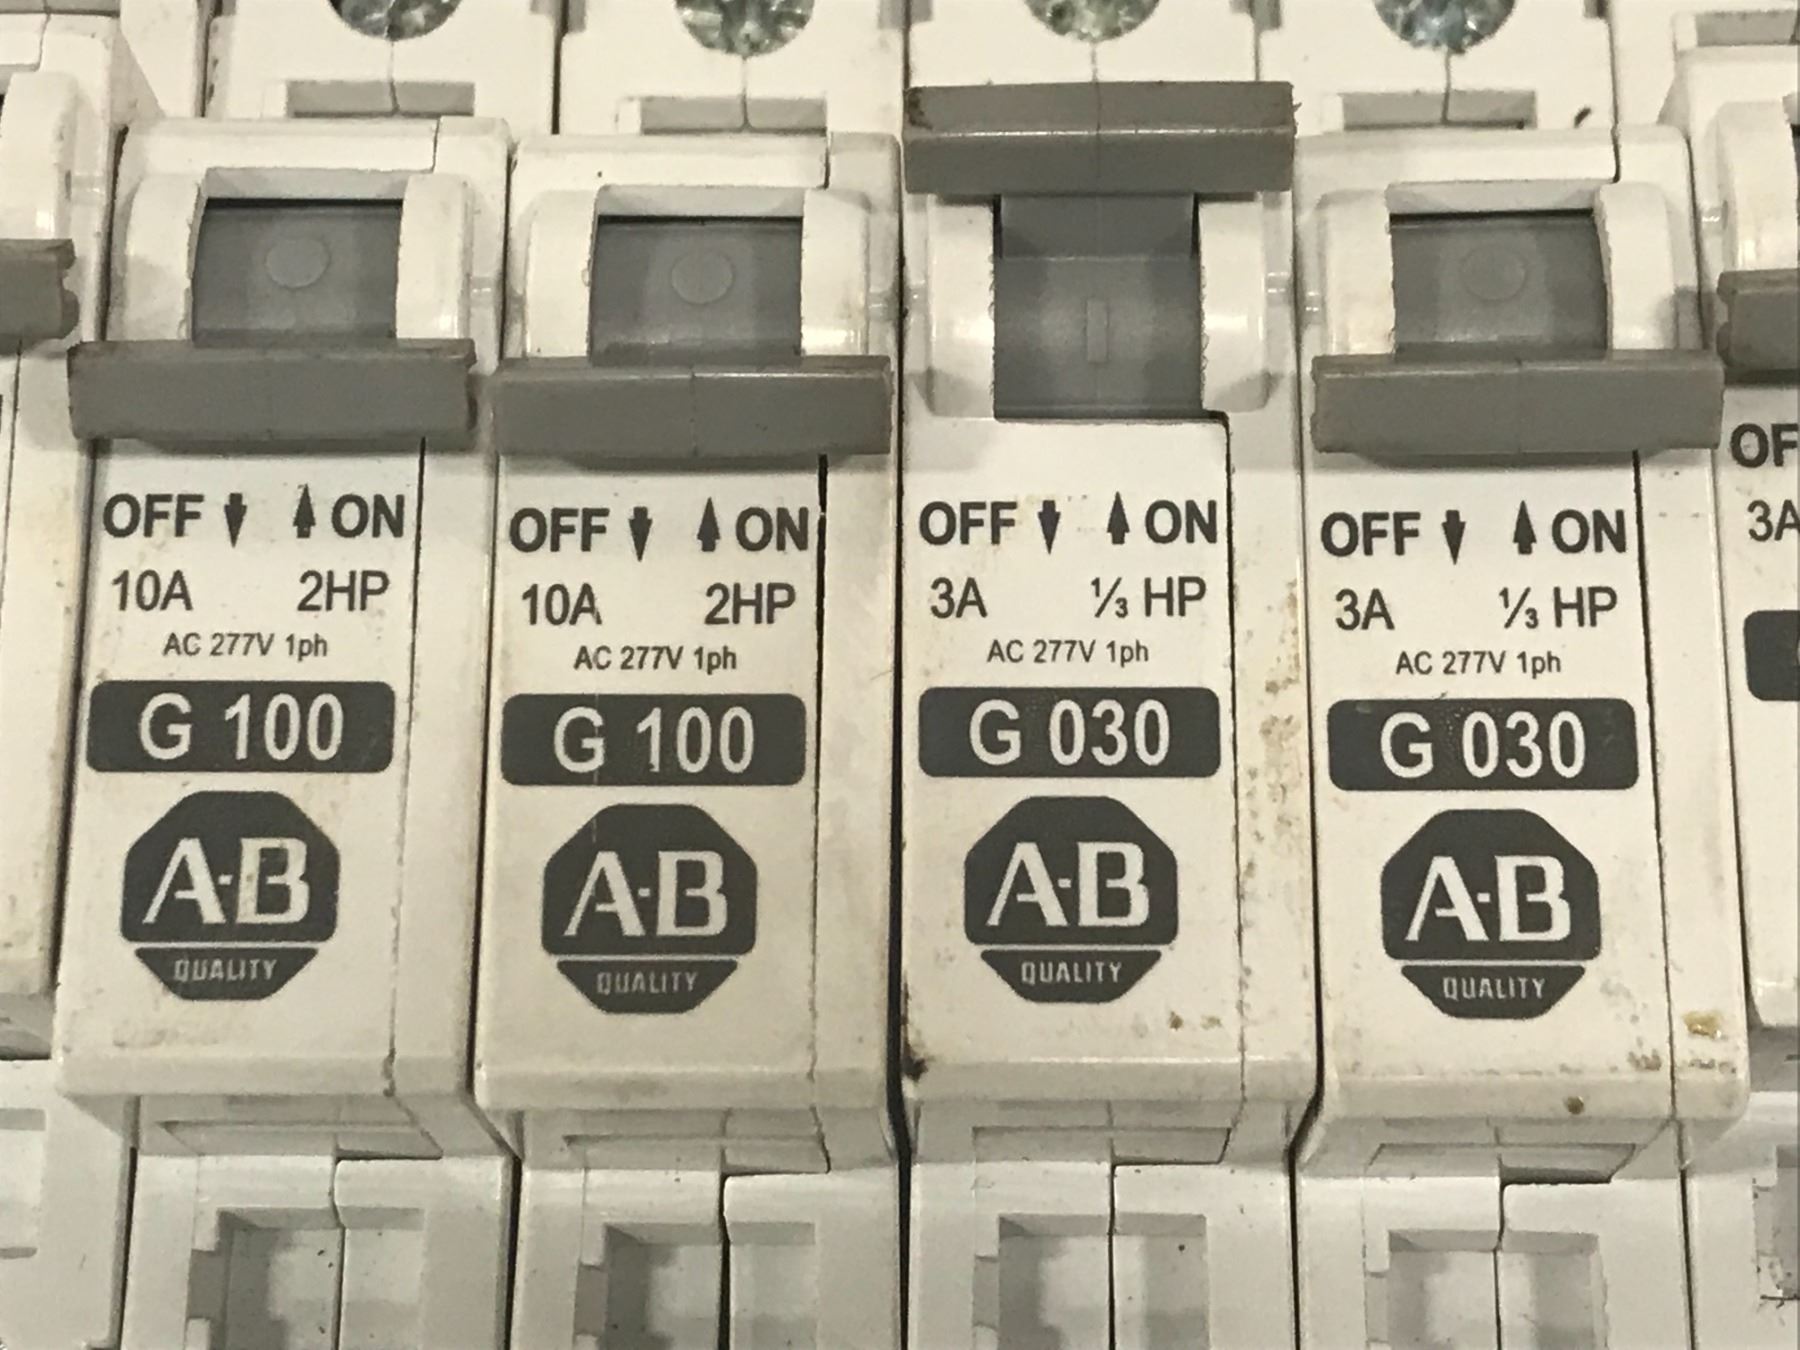 OFF ON
10A 2HP
AC 277V 1ph
G 100
A-B
QUALITY
OFF ON
10A 2HP
AC 277V 1ph
G 100
A-B
QUALITY
OFF ON
3A ⅓ HP
AC 277V 1ph
G 030
A-B
QUALITY
OFF ON
3A ⅓ HP
AC 277V 1ph
G 030
A-B
QUALITY
OF
3A